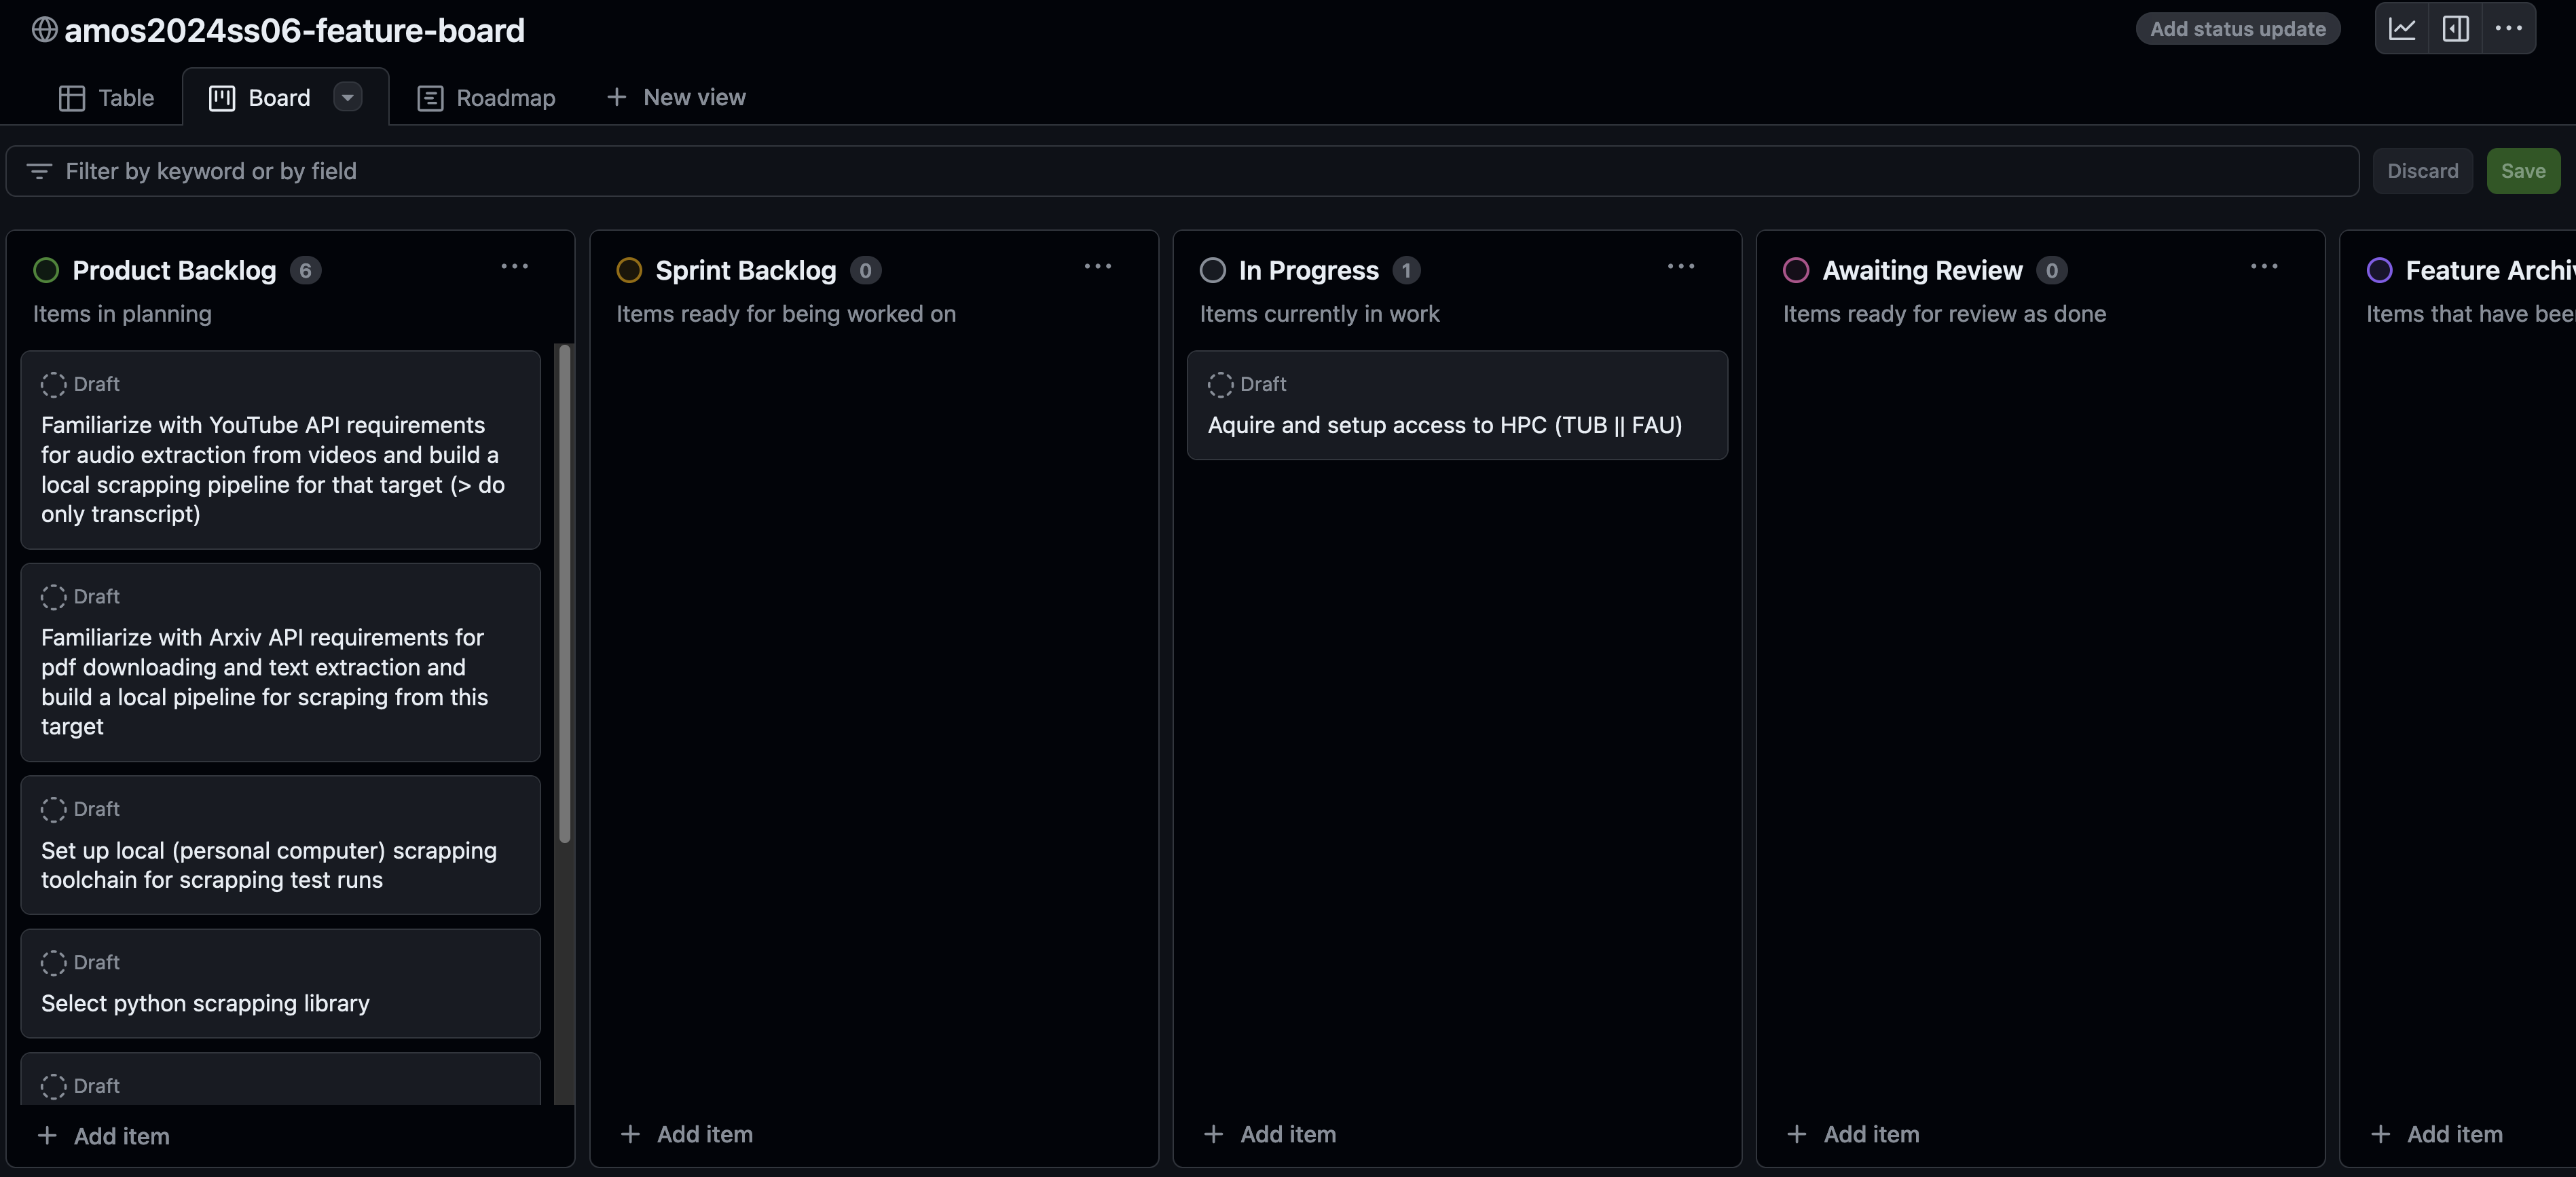 amos2024ss06-feature-board
Add status update
Table
Board
Roadmap
New view
Filter by keyword or by field
Discard
Save
Product Backlog 6
Items in planning
Draft
Familiarize with YouTube API requirements
for audio extraction from videos and build a
local scrapping pipeline for that target (> do
only transcript)
Draft
Familiarize with Arxiv API requirements for
pdf downloading and text extraction and
build a local pipeline for scraping from this
target
Draft
Set up local (personal computer) scrapping
toolchain for scrapping test runs
Draft
Select python scrapping library
Draft
+ Add item
Sprint Backlog 0
Items ready for being worked on
+ Add item
In Progress 1
Items currently in work
Draft
Aquire and setup access to HPC (TUB || FAU)
+ Add item
Awaiting Review 0
Items ready for review as done
+ Add item
Feature Archi
Items that have bee
+ Add item